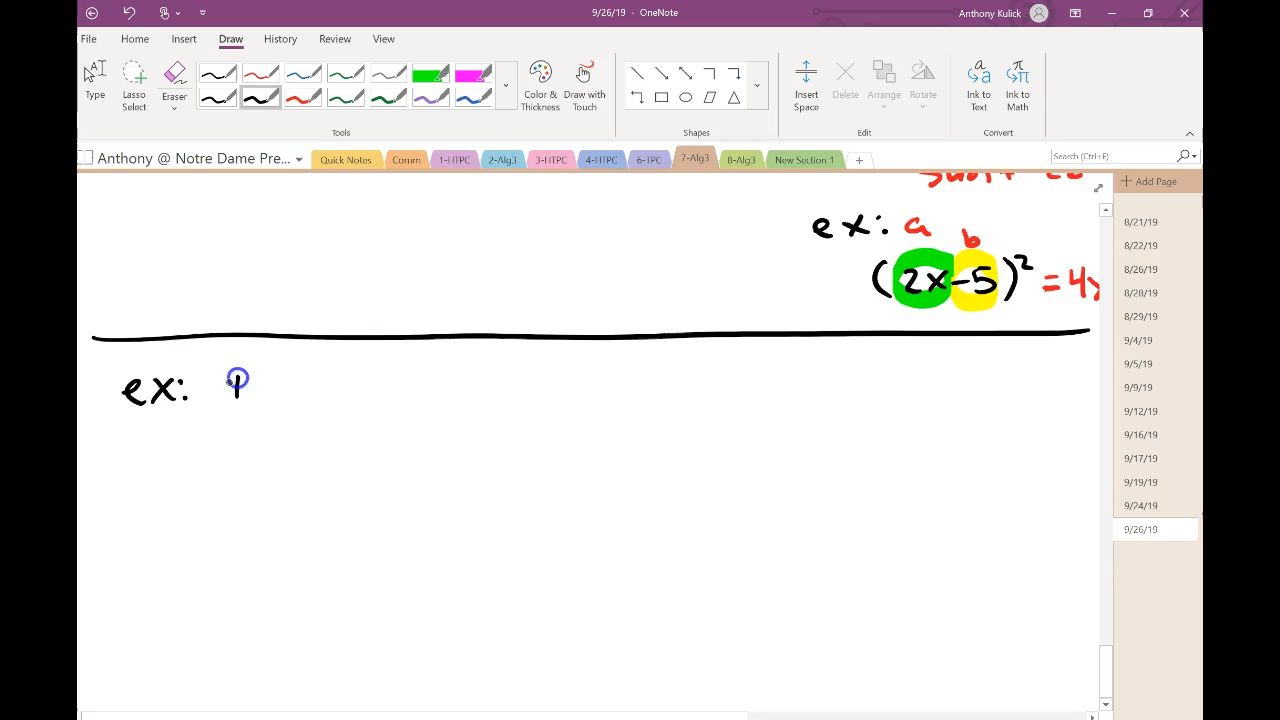 9/26/19 - OneNote
Anthony Kulick
File Home Insert Draw History Review View
Type
Lasso Select
Eraser
Color & Thickness
Draw with Touch
Insert Space
Delete
Arrange
Rotate
Ink to Text
Ink to Math
Tools Shapes Edit Convert
Anthony @ Notre Dame Pre...
Quick Notes Comm 1-HTPC 2-Alg3 3-HTPC 4-HTPC 6-TPC 7-Alg3 8-Alg3 New Section 1 +
Search (Ctrl+F)
+ Add Page
8/21/19
8/22/19
8/26/19
8/28/19
8/29/19
9/4/19
9/5/19
9/9/19
9/12/19
9/16/19
9/17/19
9/19/19
9/24/19
9/26/19
ex: a b
(2x-5)² = 4x
ex: